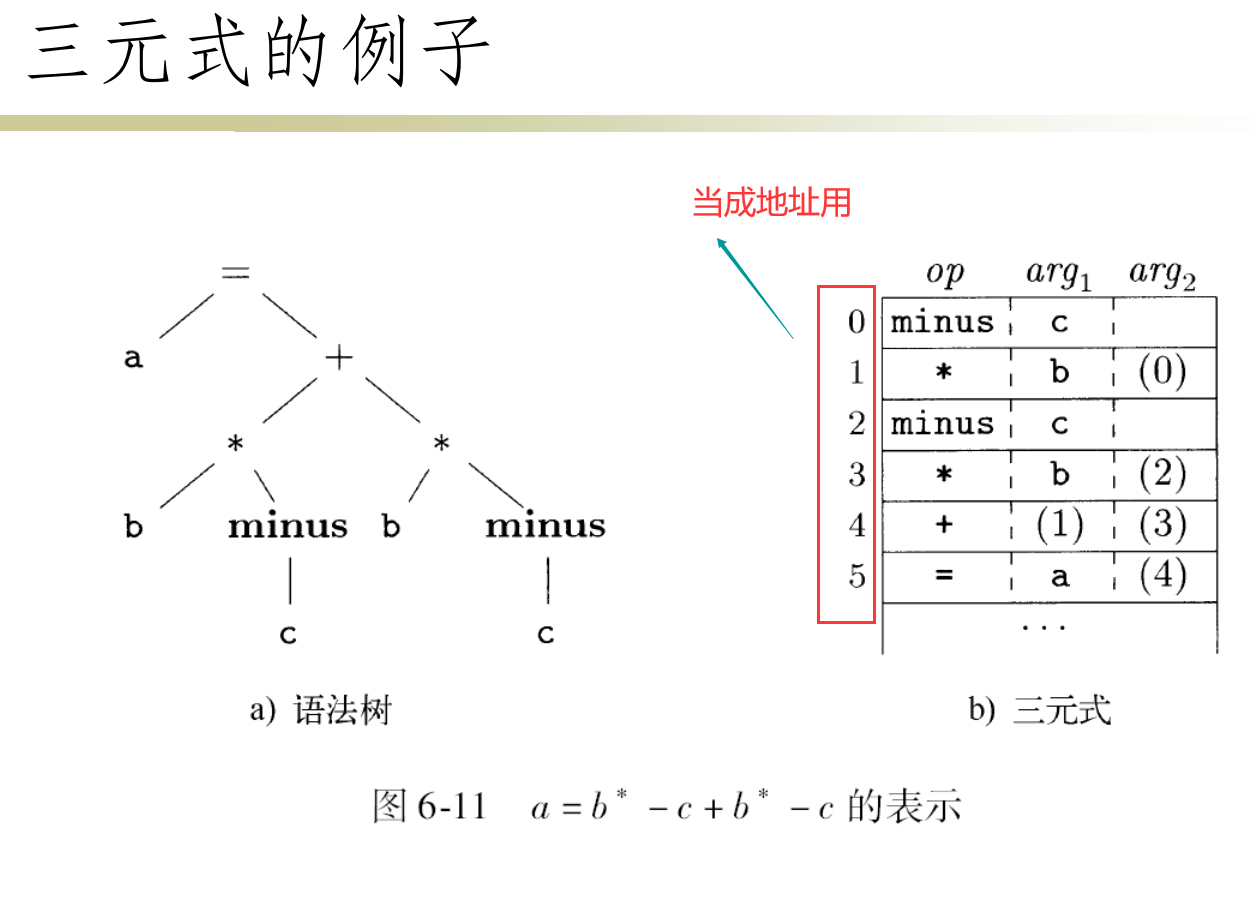 三元式的例子
当成地址用
=
a +
* *
b minus b minus
c c
op arg1 arg2
0 minus c
1 * b (0)
2 minus c
3 * b (2)
4 + (1) (3)
5 = a (4)
...
a) 语法树
b) 三元式
图 6-11 a = b* - c + b* - c 的表示